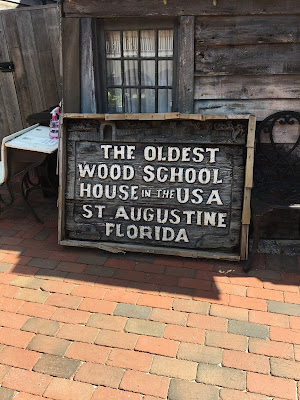 THE OLDEST
WOOD SCHOOL
HOUSE IN THE USA
ST AUGUSTINE
FLORIDA